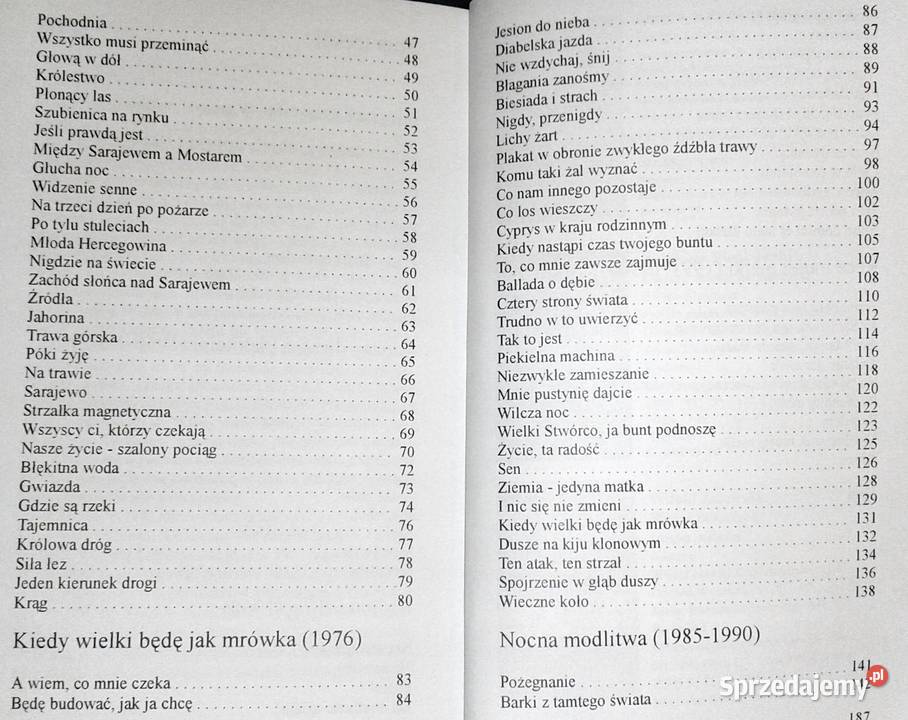 Pochodnia 47
Wszystko musi przeminąć 48
Głową w dół 49
Królestwo 50
Płonący las 51
Szubienica na rynku 52
Jeśli prawdą jest 53
Między Sarajewem a Mostarem 54
Głucha noc 55
Widzenie senne 56
Na trzeci dzień po pożarze 57
Po tylu stuleciach 58
Młoda Hercegowina 59
Nigdzie na świecie 60
Zachód słońca nad Sarajewem 61
Źródła 62
Jahorina 63
Trawa górska 64
Póki żyję 65
Na trawie 66
Sarajewo 67
Strzałka magnetyczna 68
Wszyscy ci, którzy czekają 69
Nasze życie - szalony pociąg 70
Błękitna woda 72
Gwiazda 73
Gdzie są rzeki 74
Tajemnica 76
Królowa dróg 77
Siła łez 78
Jeden kierunek drogi 79
Krąg 80
Kiedy wielki będę jak mrówka (1976)
A wiem, co mnie czeka 83
Będę budować, jak ja chcę 84
Jesion do nieba 86
Diabelska jazda 87
Nie wzdychaj, śnij 88
Błagania zanośmy 89
Biesiada i strach 91
Nigdy, przenigdy 93
Lichy żart 94
Plakat w obronie zwykłego źdźbła trawy 97
Komu taki żal wyznać 98
Co nam innego pozostaje 100
Co los wieszczy 102
Cyprys w kraju rodzinnym 103
Kiedy nastąpi czas twojego buntu 105
To, co mnie zawsze zajmuje 107
Ballada o dębie 108
Cztery strony świata 110
Trudno w to uwierzyć 112
Tak to jest 114
Piekielna machina 116
Niezwykłe zamieszanie 118
Mnie pustynię dajcie 120
Wilcza noc 122
Wielki Stwórco, ja bunt podnoszę 123
Życie, ta radość 125
Sen 126
Ziemia - jedyna matka 128
I nic się nie zmieni 129
Kiedy wielki będę jak mrówka 131
Dusze na kiju klonowym 132
Ten atak, ten strzał 134
Spojrzenie w głąb duszy 136
Wieczne koło 138
Nocna modlitwa (1985-1990)
Pożegnanie 141
Barki z tamtego świata
187
Sprzedajemy.pl